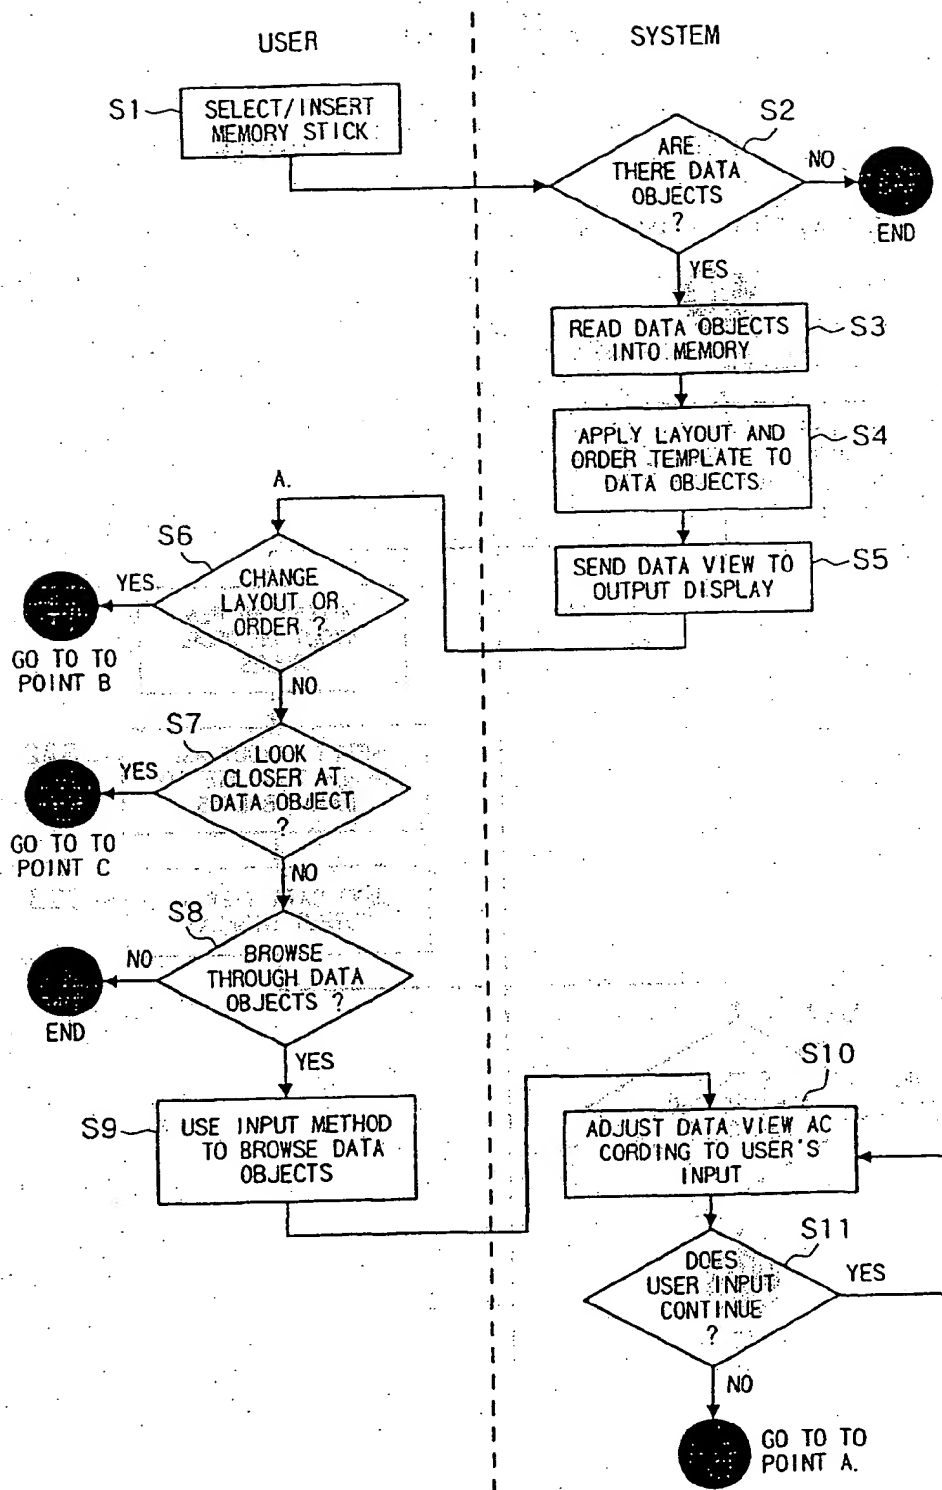 USER
SYSTEM
S1
SELECT/INSERT
MEMORY STICK
S2
ARE
THERE DATA
OBJECTS
?
NO
END
YES
READ DATA OBJECTS
INTO MEMORY
S3
APPLY LAYOUT AND
ORDER TEMPLATE TO
DATA OBJECTS
S4
SEND DATA VIEW TO
OUTPUT DISPLAY
S5
A.
S6
CHANGE
LAYOUT OR
ORDER ?
YES
GO TO TO
POINT B
NO
S7
LOOK
CLOSER AT
DATA OBJECT
?
YES
GO TO TO
POINT C
NO
S8
BROWSE
THROUGH DATA
OBJECTS ?
NO
END
YES
S9
USE INPUT METHOD
TO BROWSE DATA
OBJECTS
S10
ADJUST DATA VIEW AC
CORDING TO USER'S
INPUT
S11
DOES
USER INPUT
CONTINUE
?
YES
NO
GO TO TO
POINT A.